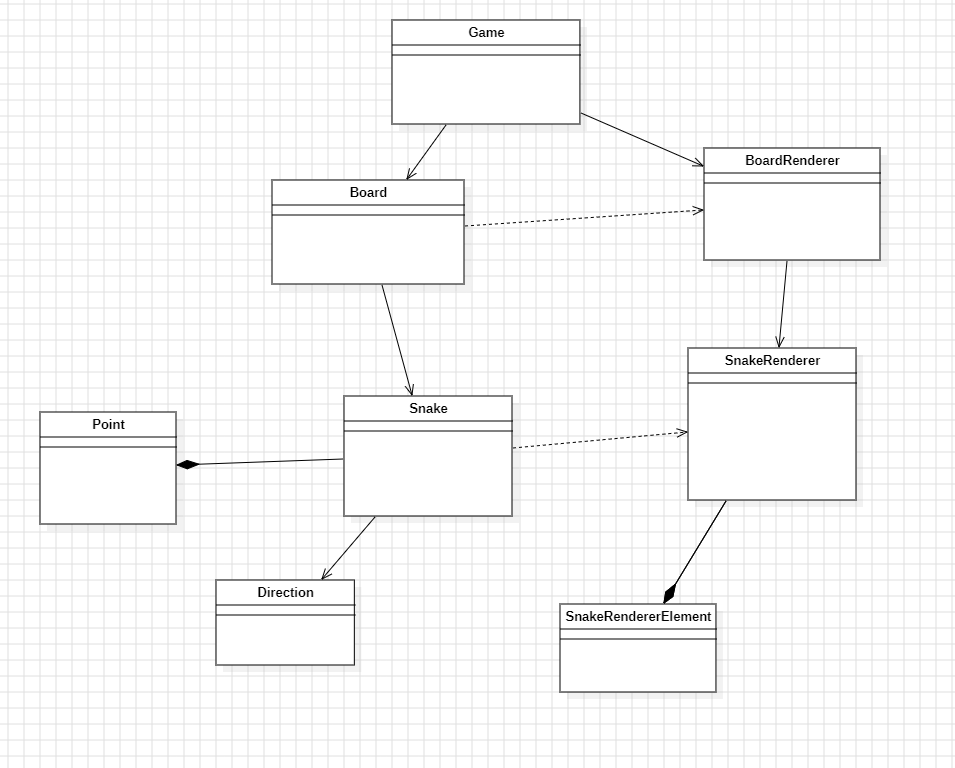 Game
BoardRenderer
Board
SnakeRenderer
Snake
Point
Direction
SnakeRendererElement